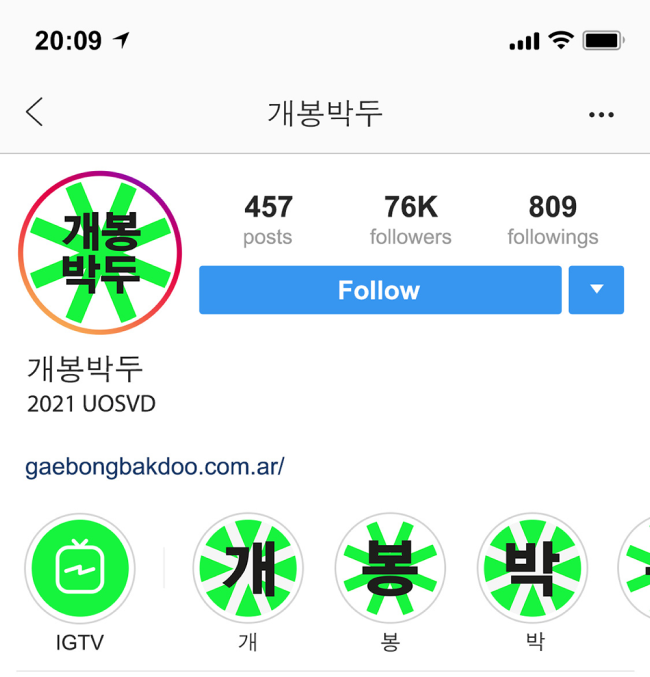 20:09
개봉박두
개봉
박두
457 76K 809
posts followers followings
Follow
개봉박두
2021 UOSVD
gaebongbakdoo.com.ar/
개 봉 박
IGTV 개 봉 박